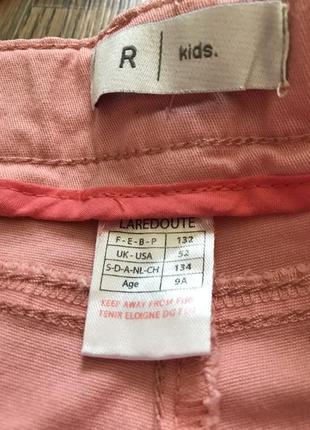 R | kids.
LAREDOUTE
F-E-B-P 132
UK-USA 52
S-D-A-NL-CH 134
Age 9A
KEEP AWAY FROM FIRE
TENIR ELOIGNE DU FEU